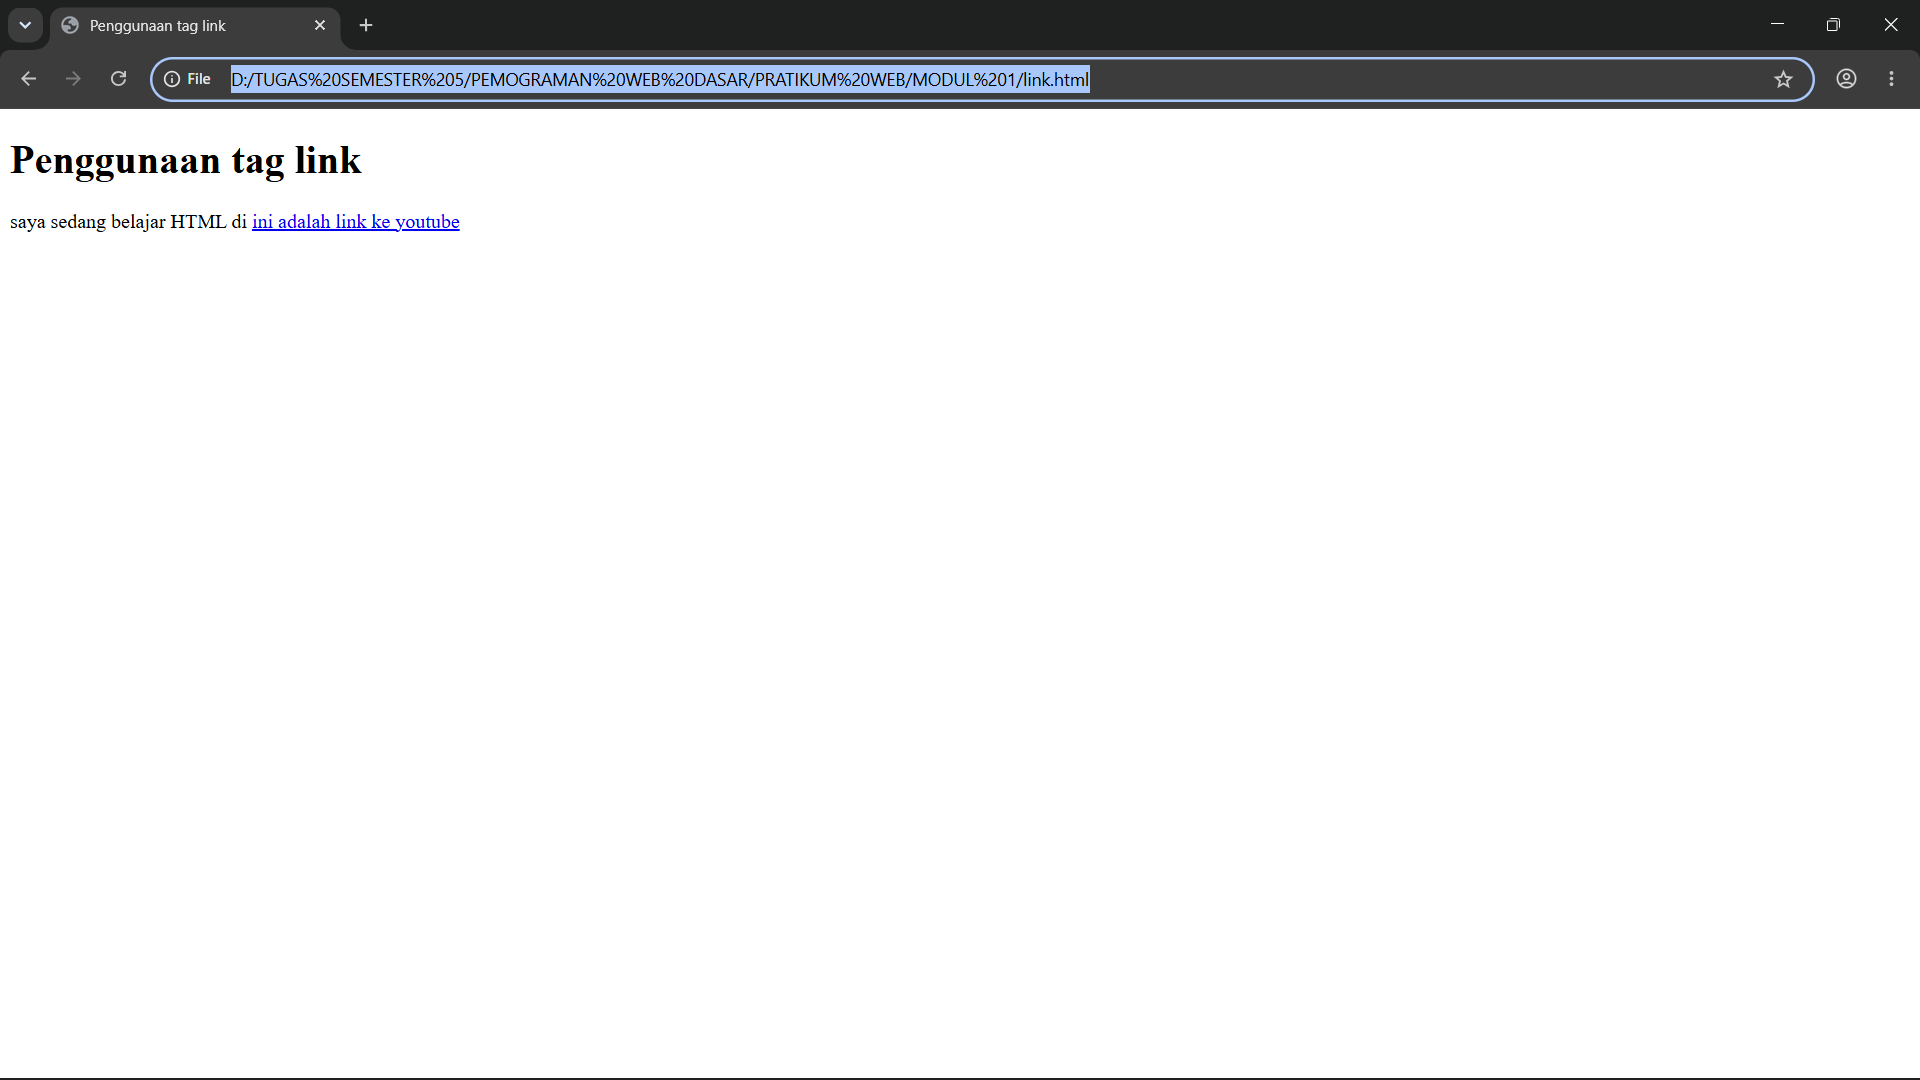 Penggunaan tag link
File D:/TUGAS%20SEMESTER%205/PEMOGRAMAN%20WEB%20DASAR/PRATIKUM%20WEB/MODUL%201/link.html
Penggunaan tag link
saya sedang belajar HTML di ini adalah link ke youtube